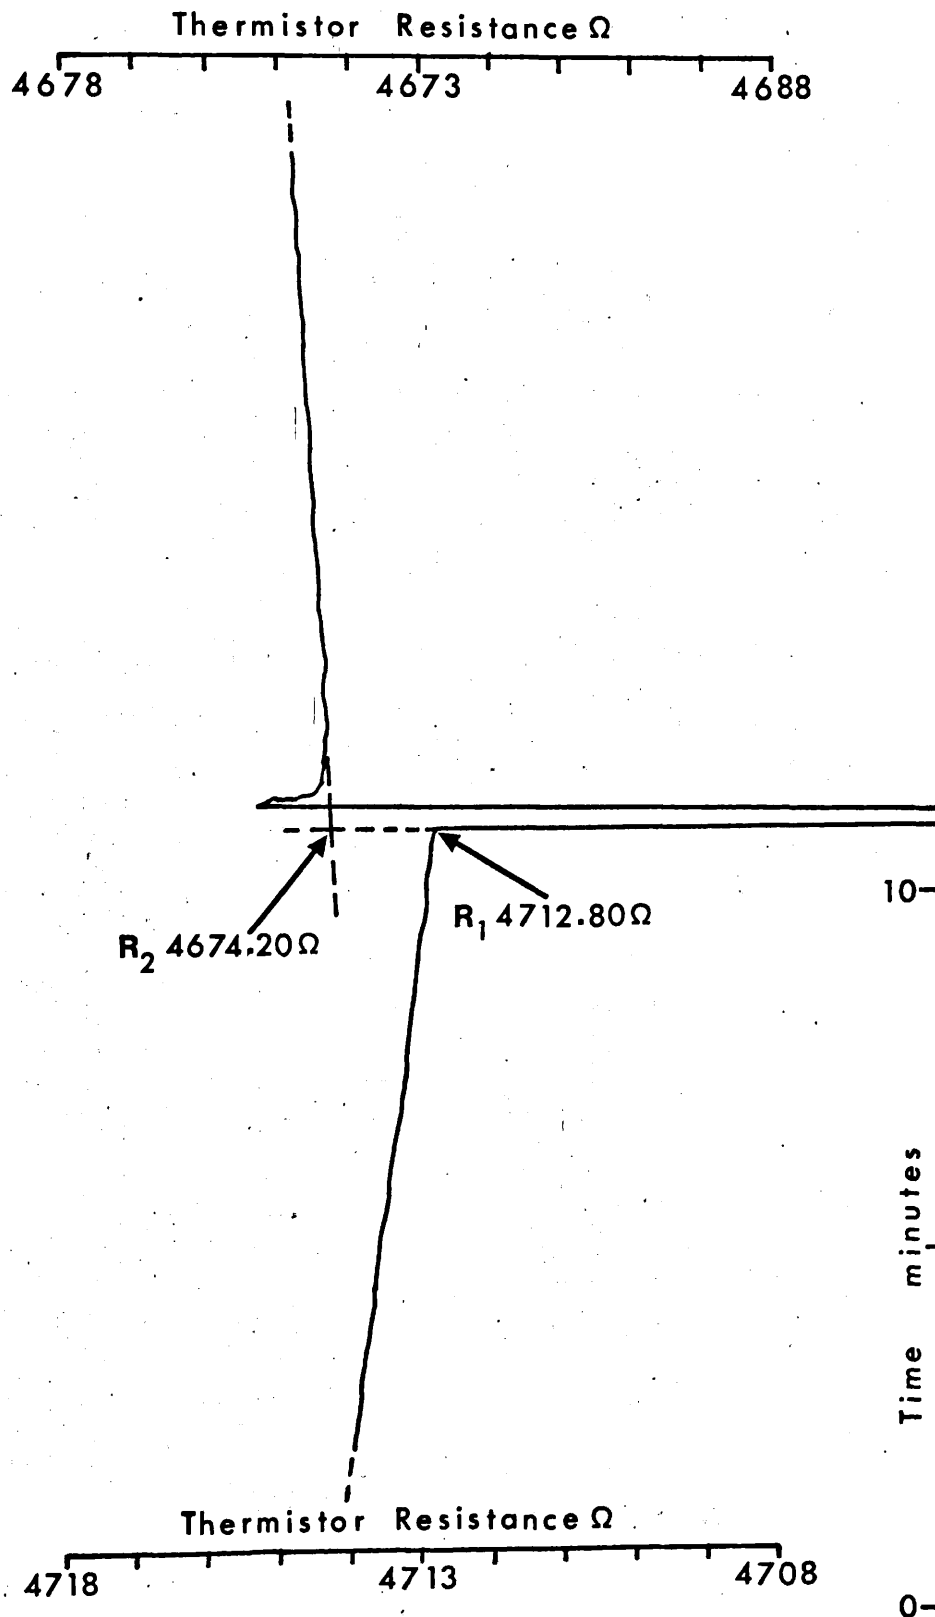 Thermistor Resistance Ω
4678 4673 4688
10-
R1 4712.80Ω
R2 4674.20Ω
Time minutes
Thermistor Resistance Ω
4718 4713 4708
0-